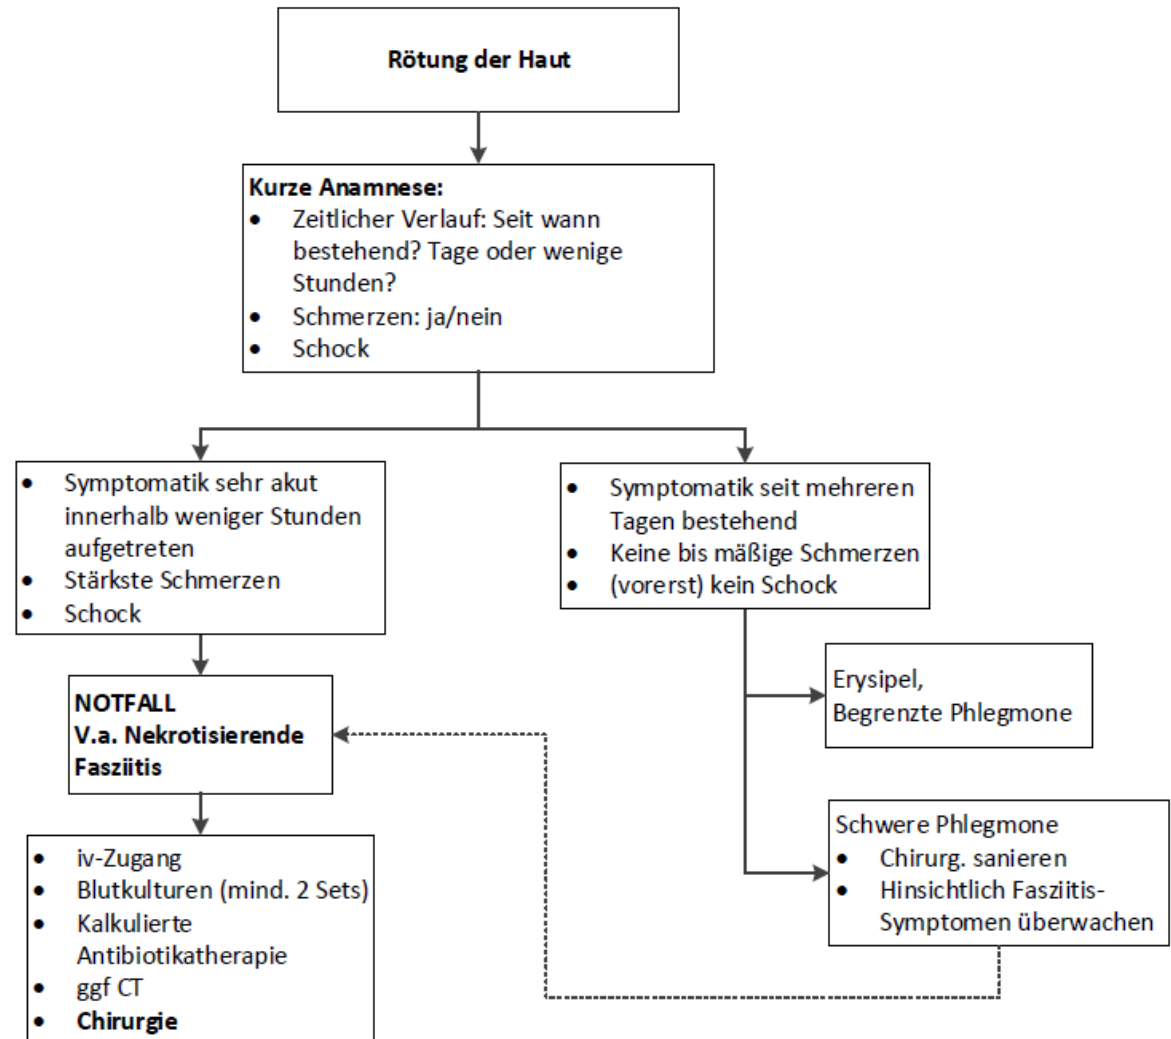 Rötung der Haut
Kurze Anamnese:
• Zeitlicher Verlauf: Seit wann
bestehend? Tage oder wenige
Stunden?
• Schmerzen: ja/nein
• Schock
• Symptomatik sehr akut
innerhalb weniger Stunden
aufgetreten
• Stärkste Schmerzen
• Schock
• Symptomatik seit mehreren
Tagen bestehend
• Keine bis mäßige Schmerzen
• (vorerst) kein Schock
NOTFALL
V.a. Nekrotisierende
Fasziitis
Erysipel,
Begrenzte Phlegmone
Schwere Phlegmone
• Chirurg. sanieren
• Hinsichtlich Fasziitis-
Symptomen überwachen
• iv-Zugang
• Blutkulturen (mind. 2 Sets)
• Kalkulierte
Antibiotikatherapie
• ggf CT
• Chirurgie